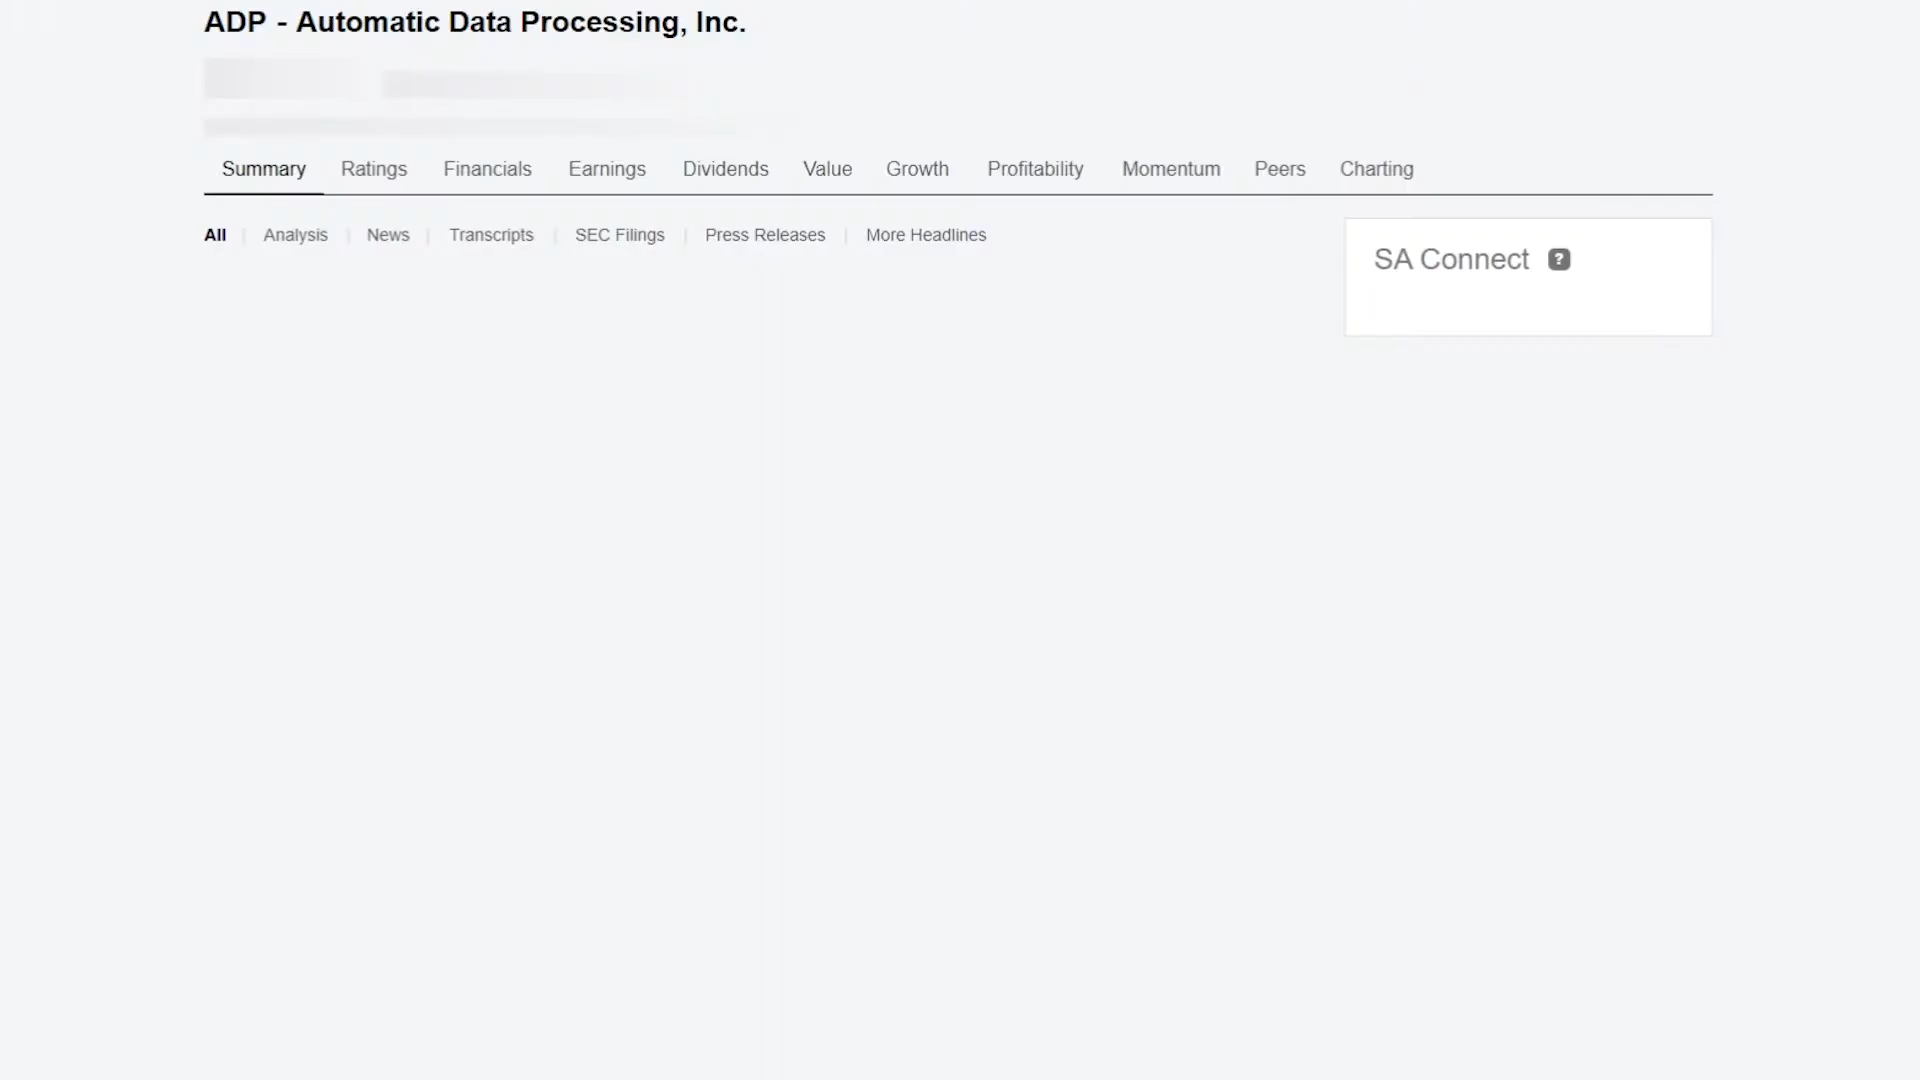 ADP - Automatic Data Processing, Inc.
Summary Ratings Financials Earnings Dividends Value Growth Profitability Momentum Peers Charting
All | Analysis | News | Transcripts | SEC Filings | Press Releases | More Headlines
SA Connect ?